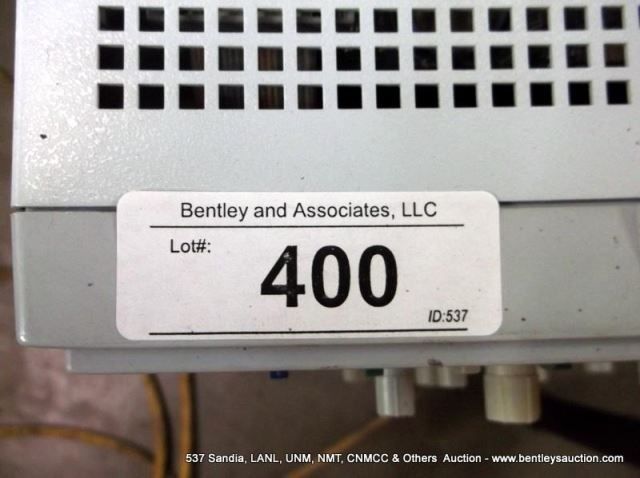 Bentley and Associates, LLC
Lot#:
400
ID:537
537 Sandia, LANL, UNM, NMT, CNMCC & Others Auction - www.bentleysauction.com